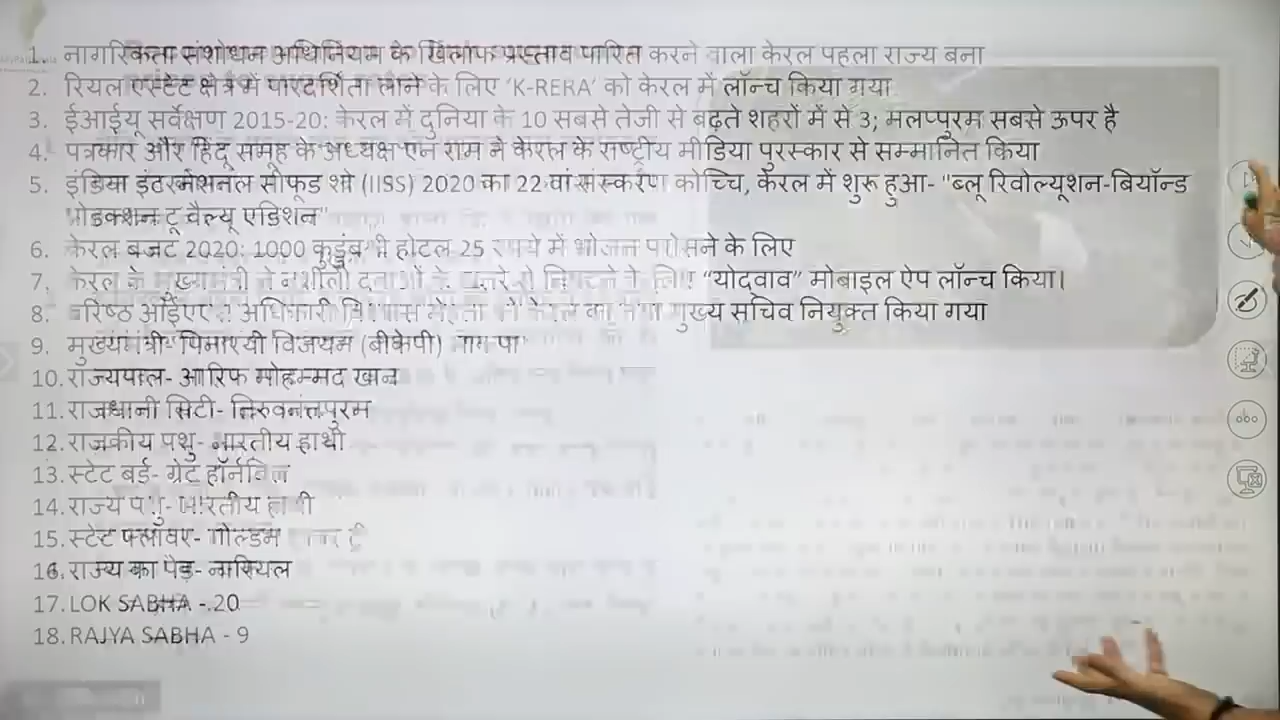 1. नागरिकता संशोधन अधिनियम के खिलाफ प्रस्ताव पारित करने वाला केरल पहला राज्य बना
2. रियल एस्टेट क्षेत्र में पारदर्शिता लाने के लिए ‘K-RERA’ को केरल में लॉन्च किया गया
3. ईआईयू सर्वेक्षण 2015-20: केरल में दुनिया के 10 सबसे तेजी से बढ़ते शहरों में से 3; मलप्पुरम सबसे ऊपर है
4. पत्रकार और हिंदू समूह के अध्यक्ष एन राम ने केरल के राष्ट्रीय मीडिया पुरस्कार से सम्मानित किया
5. इंडिया इंटरनेशनल सीफूड शो (IISS) 2020 का 22 वां संस्करण कोच्चि, केरल में शुरू हुआ- "ब्लू रिवोल्यूशन-बियॉन्ड
प्रोडक्शन टू वैल्यू एडिशन"
6. केरल बजट 2020: 1000 कुडुंबश्री होटल 25 रुपये में भोजन परोसने के लिए
7. केरल के मुख्यमंत्री ने नशीली दवाओं के खतरे से निपटने के लिए “योदवाव” मोबाइल ऐप लॉन्च किया।
8. वरिष्ठ आईएएस अधिकारी विश्वास मेहता को केरल का नया मुख्य सचिव नियुक्त किया गया
9. मुख्यमंत्री- विजयम (बीकेपी)
10. राज्यपाल- आरिफ मोहम्मद खान
11. राजधानी सिटी- तिरुवनंतपुरम
12. राजकीय पशु- भारतीय हाथी
13. स्टेट बर्ड- ग्रेट हॉर्नबिल
14. राज्य पशु- भारतीय हाथी
15. स्टेट फ्लॉवर- गोल्डन ट्री
16. राज्य का पेड़- नारियल
17. LOK SABHA - 20
18. RAJYA SABHA - 9